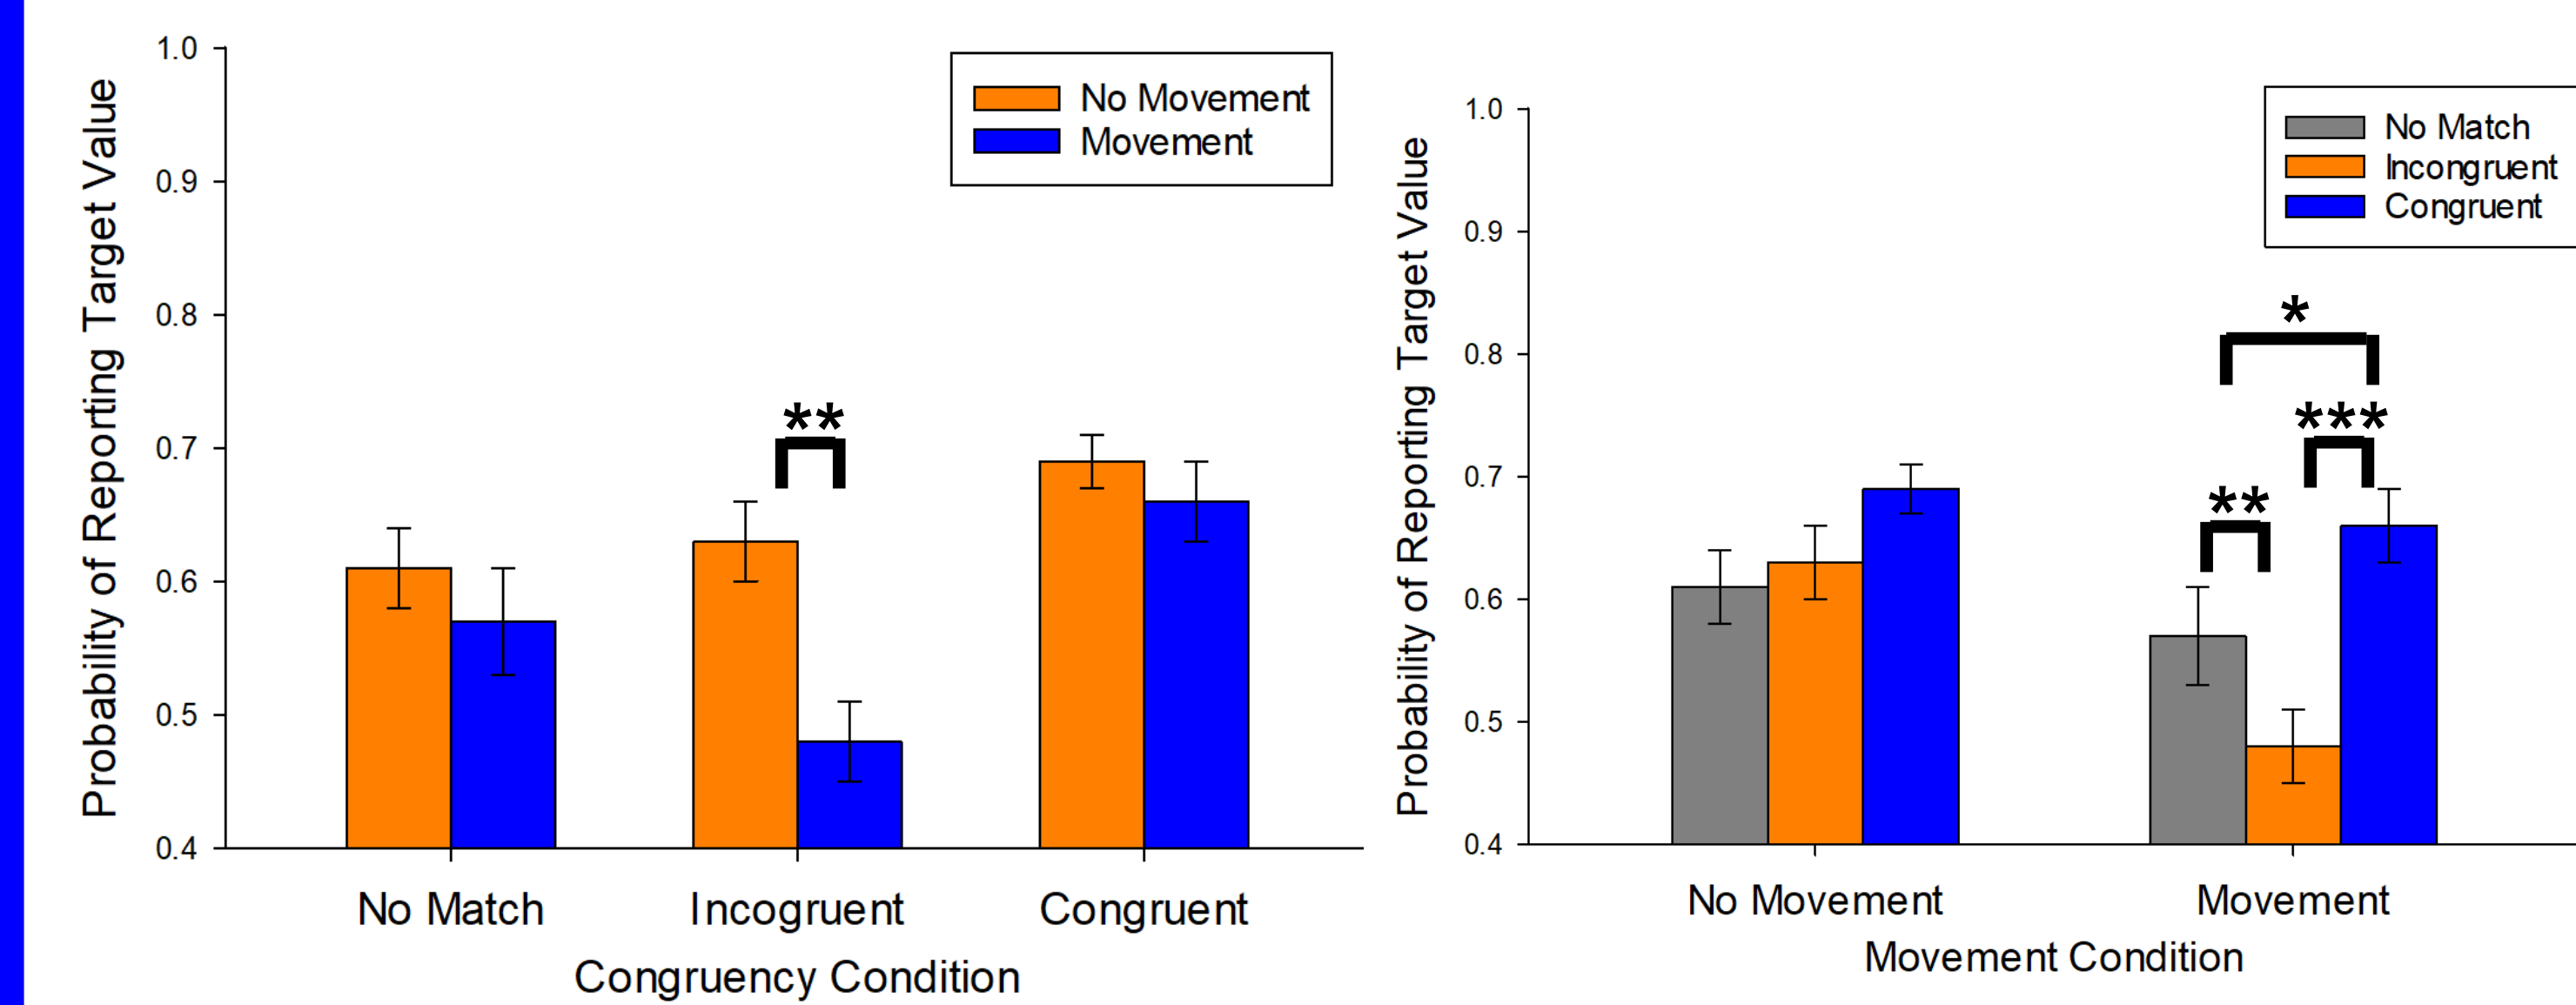 Probability of Reporting Target Value
1.0
0.9
0.8
0.7
0.6
0.5
0.4
No Movement
Movement
**
No Match
Incogruent
Congruent
Congruency Condition
Probability of Reporting Target Value
1.0
0.9
0.8
0.7
0.6
0.5
0.4
No Match
Incongruent
Congruent
*
***
**
No Movement
Movement
Movement Condition